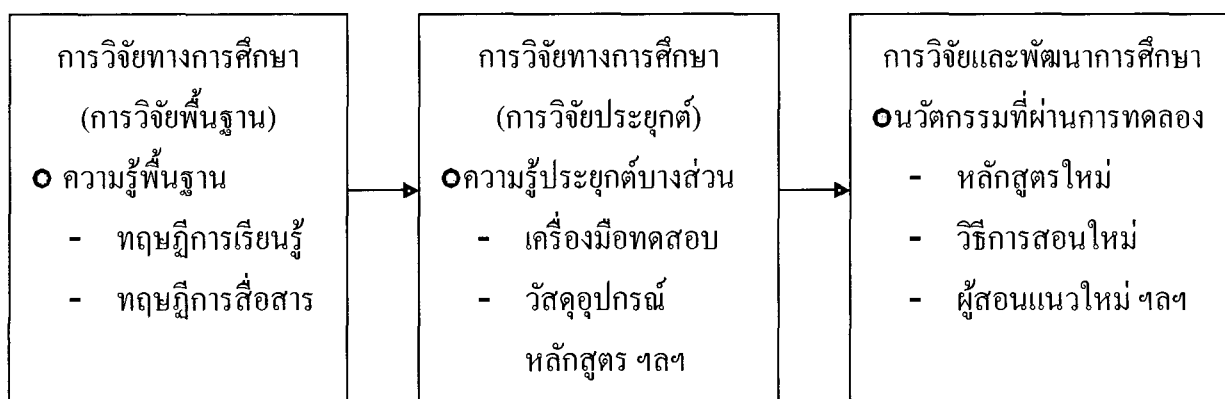 การวิจัยทางการศึกษา
(การวิจัยพื้นฐาน)
ความรู้พื้นฐาน
- ทฤษฎีการเรียนรู้
- ทฤษฎีการสื่อสาร
การวิจัยทางการศึกษา
(การวิจัยประยุกต์)
ความรู้ประยุกต์บางส่วน
- เครื่องมือทดสอบ
- วัสดุอุปกรณ์
หลักสูตร ฯลฯ
การวิจัยและพัฒนาการศึกษา
นวัตกรรมที่ผ่านการทดลอง
- หลักสูตรใหม่
- วิธีการสอนใหม่
- ผู้สอนแนวใหม่ ฯลฯ